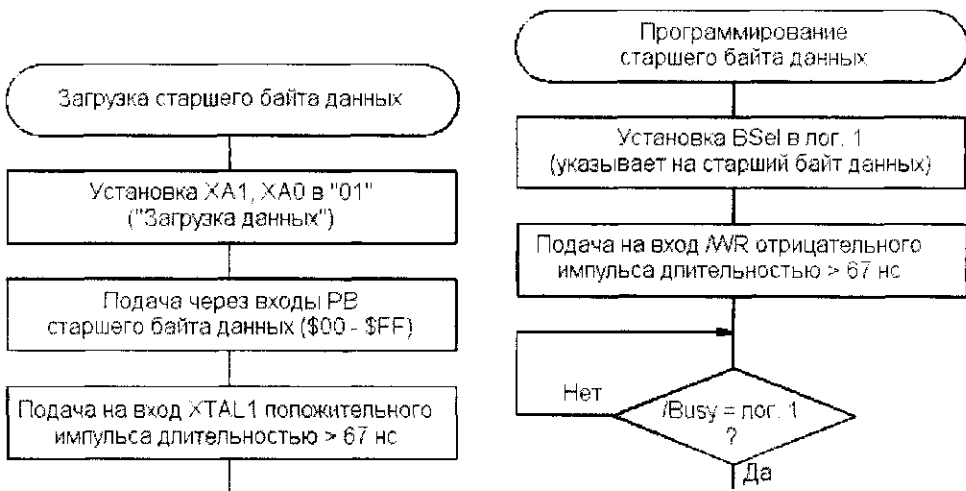 Загрузка старшего байта данных
Установка XA1, XA0 в "01"
("Загрузка данных")
Подача через входы PB
старшего байта данных ($00 - $FF)
Подача на вход XTAL1 положительного
импульса длительностью > 67 нс
Программирование
старшего байта данных
Установка BSel в лог. 1
(указывает на старший байт данных)
Подача на вход /WR отрицательного
импульса длительностью > 67 нс
Нет
/Busy = лог. 1
?
Да